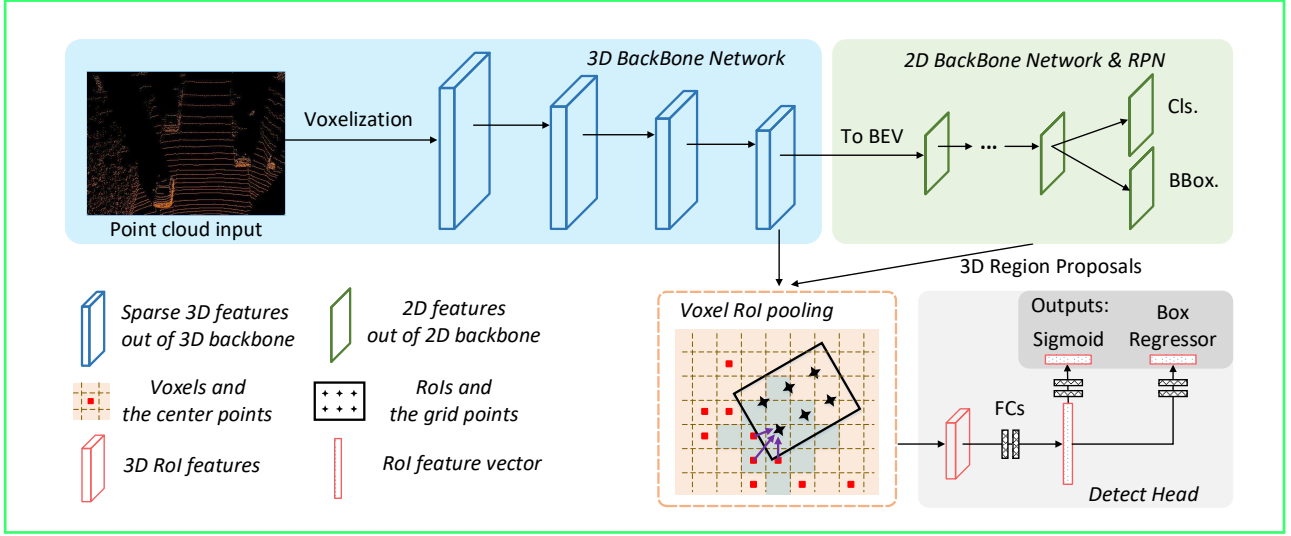 3D BackBone Network
2D BackBone Network & RPN
Voxelization
To BEV
...
Cls.
BBox.
Point cloud input
3D Region Proposals
Sparse 3D features
out of 3D backbone
2D features
out of 2D backbone
Voxels and
the center points
RoIs and
the grid points
3D RoI features
RoI feature vector
Voxel RoI pooling
Outputs:
Sigmoid
Box
Regressor
FCs
Detect Head